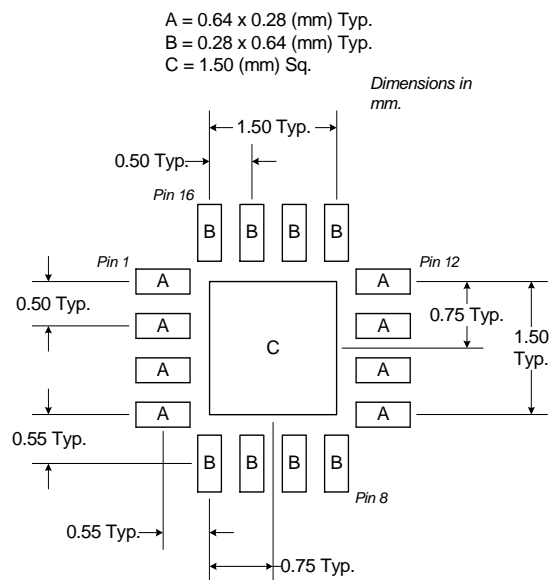 A = 0.64 x 0.28 (mm) Typ.
B = 0.28 x 0.64 (mm) Typ.
C = 1.50 (mm) Sq.
Dimensions in
mm.
1.50 Typ.
0.50 Typ.
Pin 16
B B B B
Pin 1
Pin 12
A A
0.50 Typ.
0.75 Typ.
A A
1.50
Typ.
C
A A
A A
0.55 Typ.
B B B B
Pin 8
0.55 Typ.
0.75 Typ.